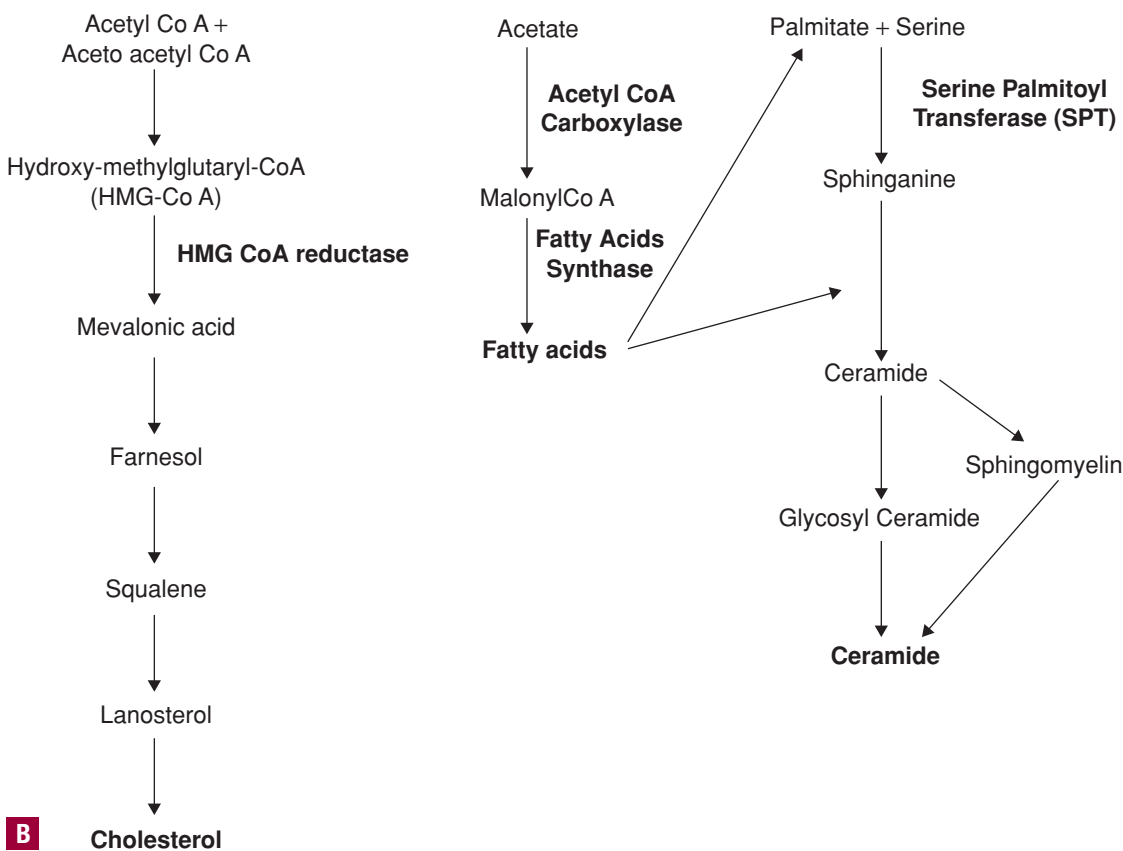 Acetyl Co A +
Aceto acetyl Co A
Hydroxy-methylglutaryl-CoA
(HMG-Co A)
HMG CoA reductase
Mevalonic acid
Farnesol
Squalene
Lanosterol
Cholesterol
Acetate
Acetyl CoA
Carboxylase
MalonylCo A
Fatty Acids
Synthase
Fatty acids
Palmitate + Serine
Serine Palmitoyl
Transferase (SPT)
Sphinganine
Ceramide
Sphingomyelin
Glycosyl Ceramide
Ceramide
B